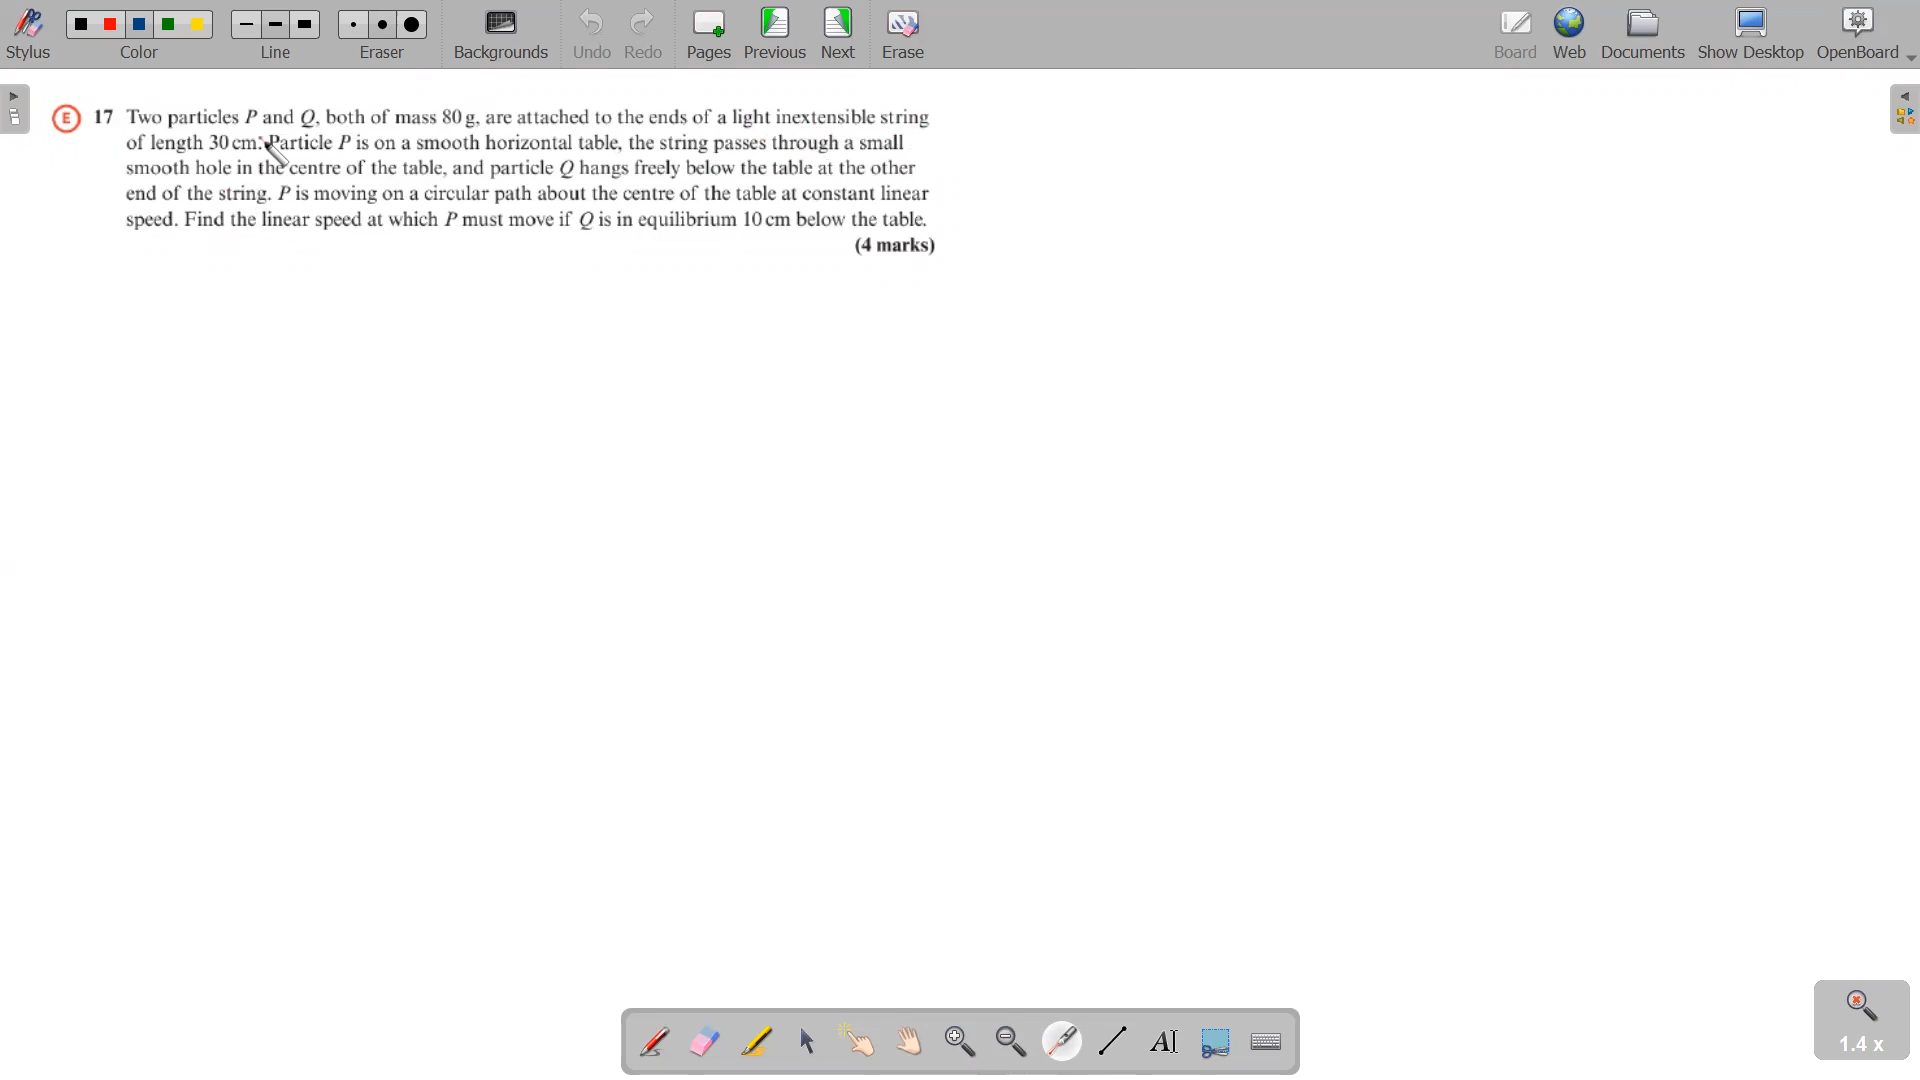 Stylus
Color
Line
Eraser
Backgrounds
Undo
Redo
Pages
Previous
Next
Erase
Board
Web
Documents
Show Desktop
OpenBoard
E 17 Two particles P and Q, both of mass 80 g, are attached to the ends of a light inextensible string
of length 30 cm. Particle P is on a smooth horizontal table, the string passes through a small
smooth hole in the centre of the table, and particle Q hangs freely below the table at the other
end of the string. P is moving on a circular path about the centre of the table at constant linear
speed. Find the linear speed at which P must move if Q is in equilibrium 10 cm below the table.
(4 marks)
AI
1.4 x